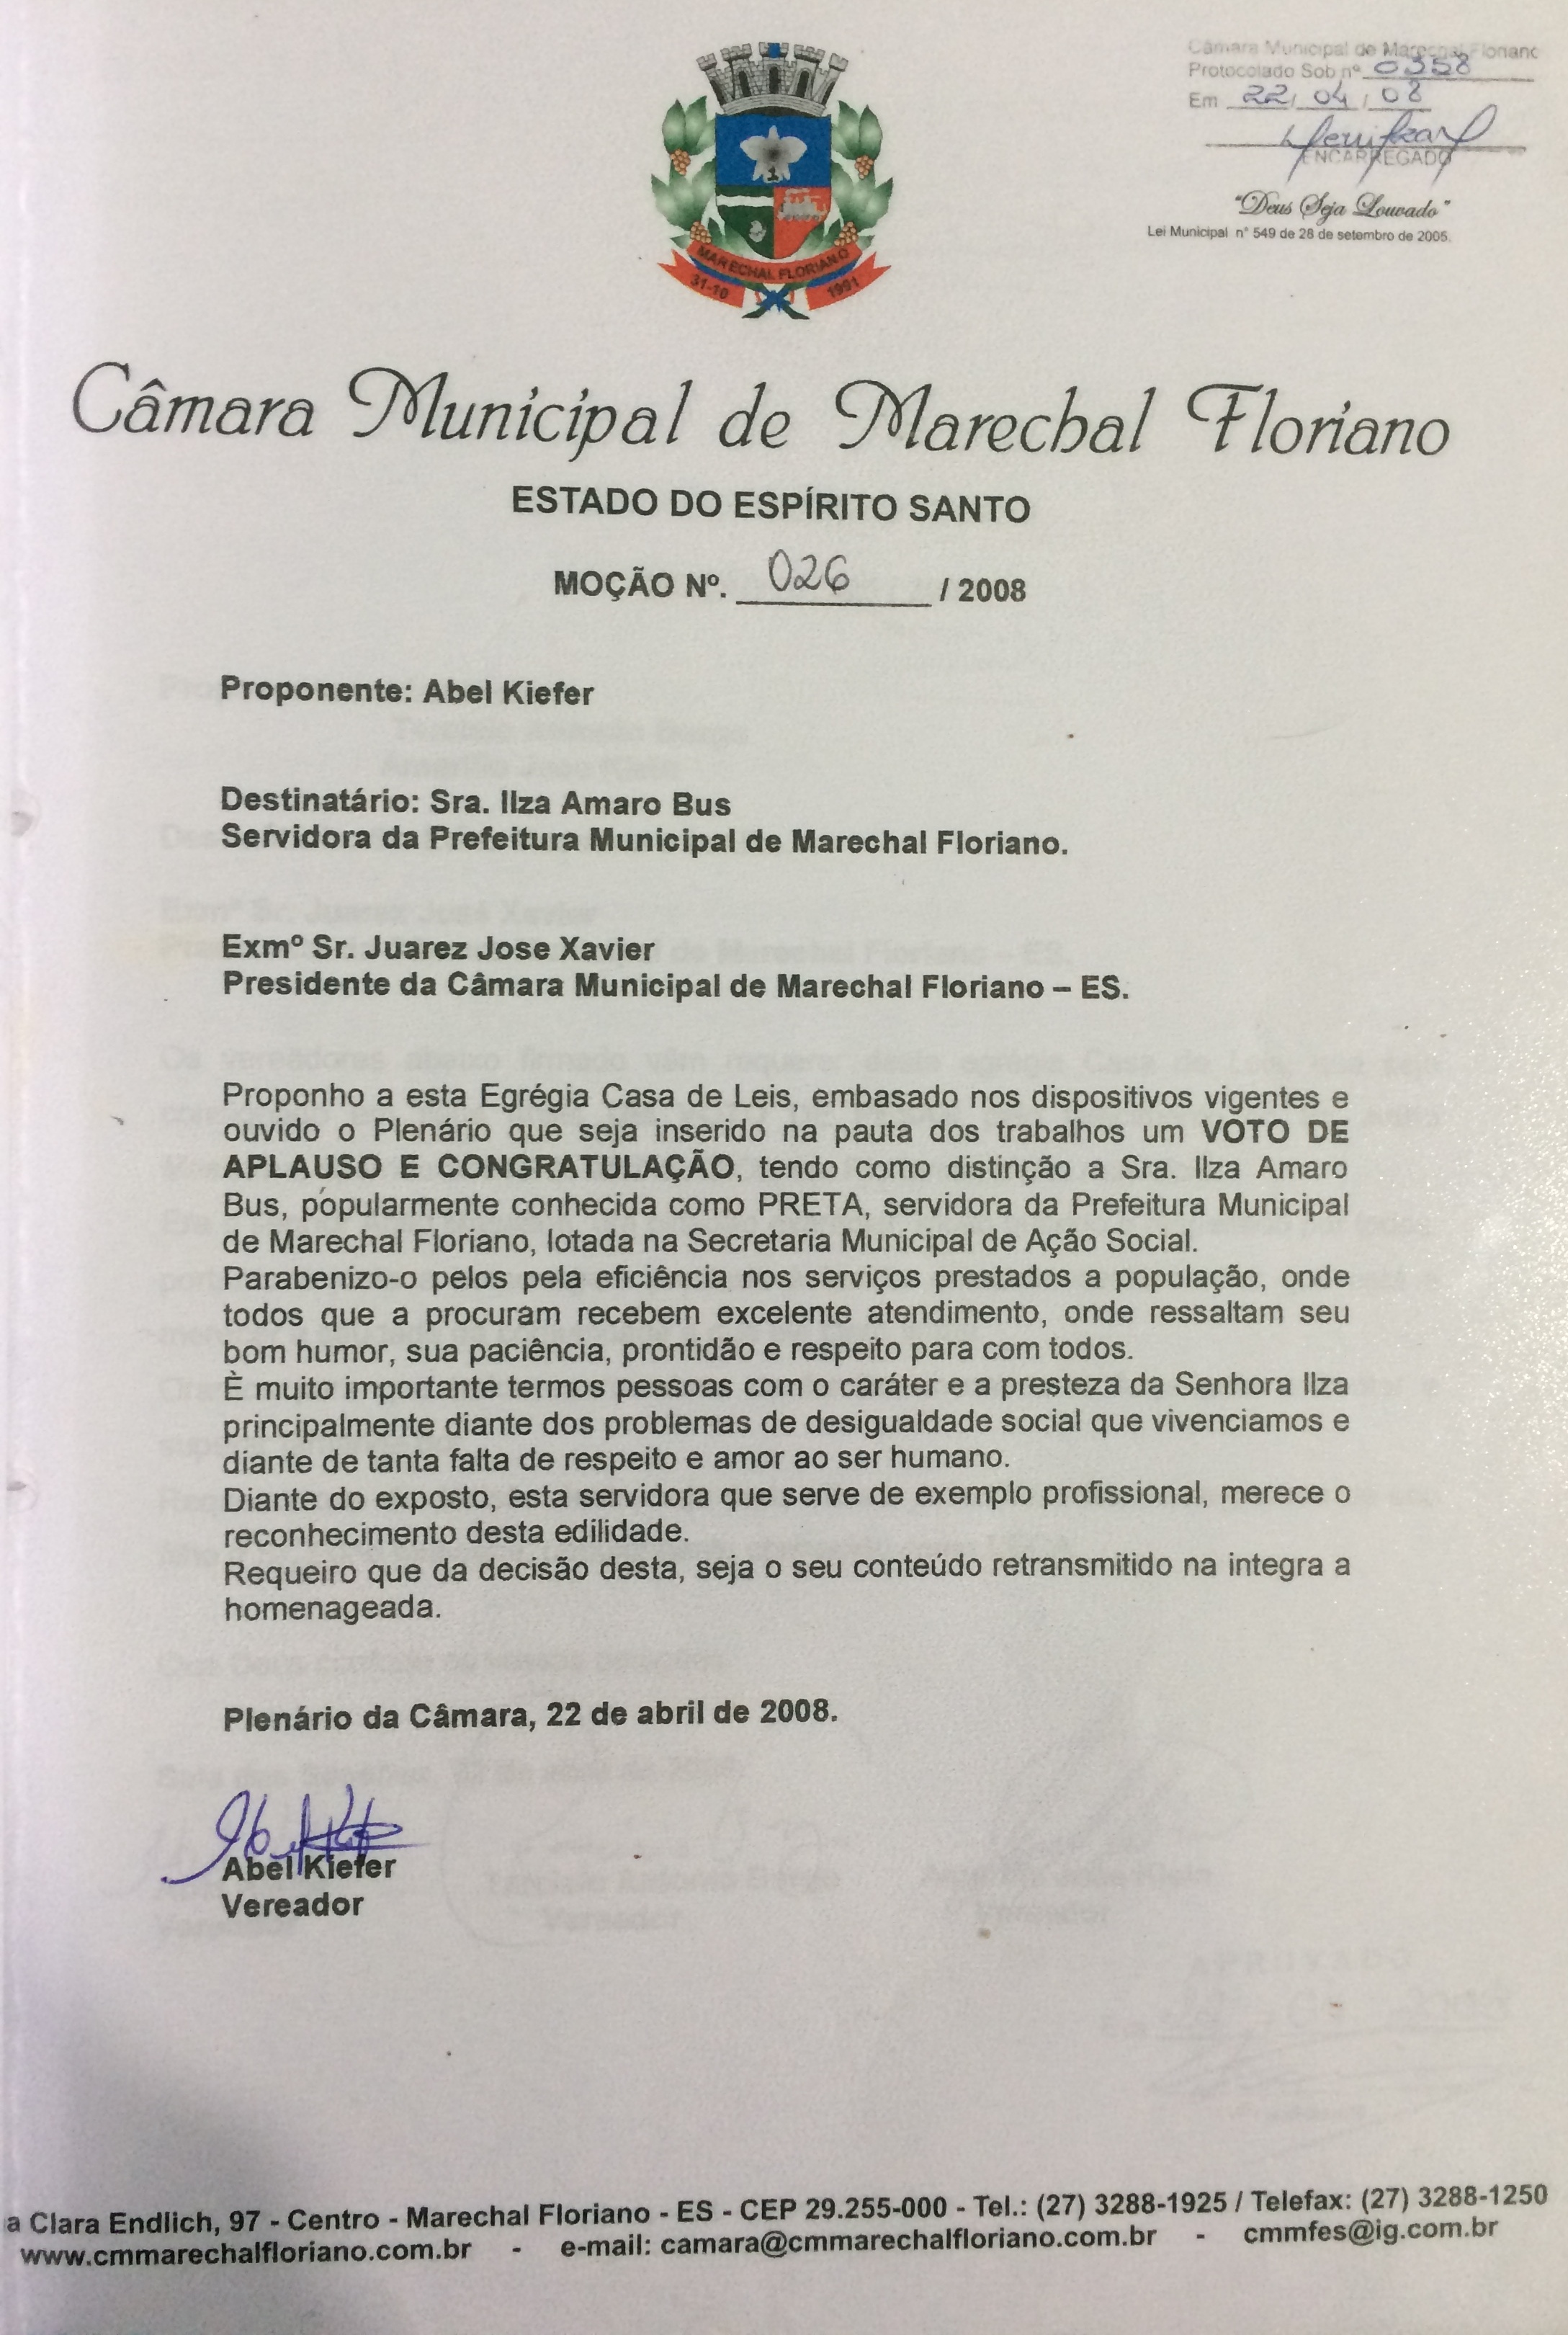 Câmara Municipal de Marechal Floriano
Protocolado Sob nº 0358
Em 22/04/08
ENCARREGADO
"Deus Seja Louvado"
Lei Municipal n° 549 de 28 de setembro de 2005.
1
MARECHAL FLORIANO
31-10 1991
Câmara Municipal de Marechal Floriano
ESTADO DO ESPÍRITO SANTO
MOÇÃO Nº. 026 / 2008
Proponente: Abel Kiefer
Destinatário: Sra. Ilza Amaro Bus
Servidora da Prefeitura Municipal de Marechal Floriano.
Exmº Sr. Juarez Jose Xavier
Presidente da Câmara Municipal de Marechal Floriano – ES.
Proponho a esta Egrégia Casa de Leis, embasado nos dispositivos vigentes e
ouvido o Plenário que seja inserido na pauta dos trabalhos um VOTO DE
APLAUSO E CONGRATULAÇÃO, tendo como distinção a Sra. Ilza Amaro
Bus, popularmente conhecida como PRETA, servidora da Prefeitura Municipal
de Marechal Floriano, lotada na Secretaria Municipal de Ação Social.
Parabenizo-o pelos pela eficiência nos serviços prestados a população, onde
todos que a procuram recebem excelente atendimento, onde ressaltam seu
bom humor, sua paciência, prontidão e respeito para com todos.
È muito importante termos pessoas com o caráter e a presteza da Senhora Ilza
principalmente diante dos problemas de desigualdade social que vivenciamos e
diante de tanta falta de respeito e amor ao ser humano.
Diante do exposto, esta servidora que serve de exemplo profissional, merece o
reconhecimento desta edilidade.
Requeiro que da decisão desta, seja o seu conteúdo retransmitido na integra a
homenageada.
Plenário da Câmara, 22 de abril de 2008.
Abel Kiefer
Vereador
a Clara Endlich, 97 - Centro - Marechal Floriano - ES - CEP 29.255-000 - Tel.: (27) 3288-1925 / Telefax: (27) 3288-1250
www.cmmarechalfloriano.com.br - e-mail: camara@cmmarechalfloriano.com.br - cmmfes@ig.com.br